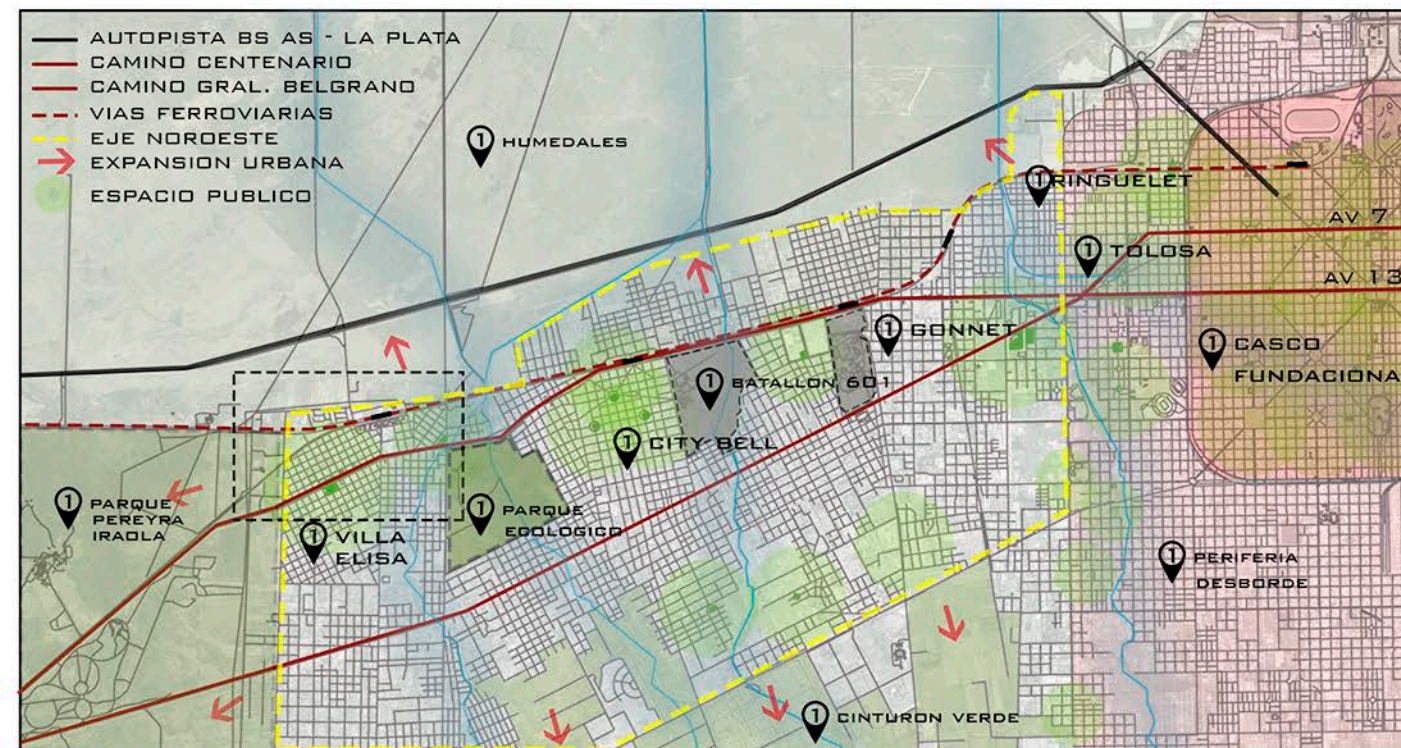 AUTOPISTA BS AS - LA PLATA
CAMINO CENTENARIO
CAMINO GRAL. BELGRANO
VIAS FERROVIARIAS
EJE NOROESTE
EXPANSION URBANA
ESPACIO PUBLICO
1 HUMEDALES
1 RINGUELET
AV 7
1 TOLOSA
AV 13
1 GONNET
1 CASCO
FUNDACIONA
1 BATALLON 601
1 CITY BELL
1 PARQUE
PEREYRA
IRAOLA
1 VILLA
ELISA
1 PARQUE
ECOLOGICO
1 PERIFERIA
DESBORDE
1 CINTURON VERDE